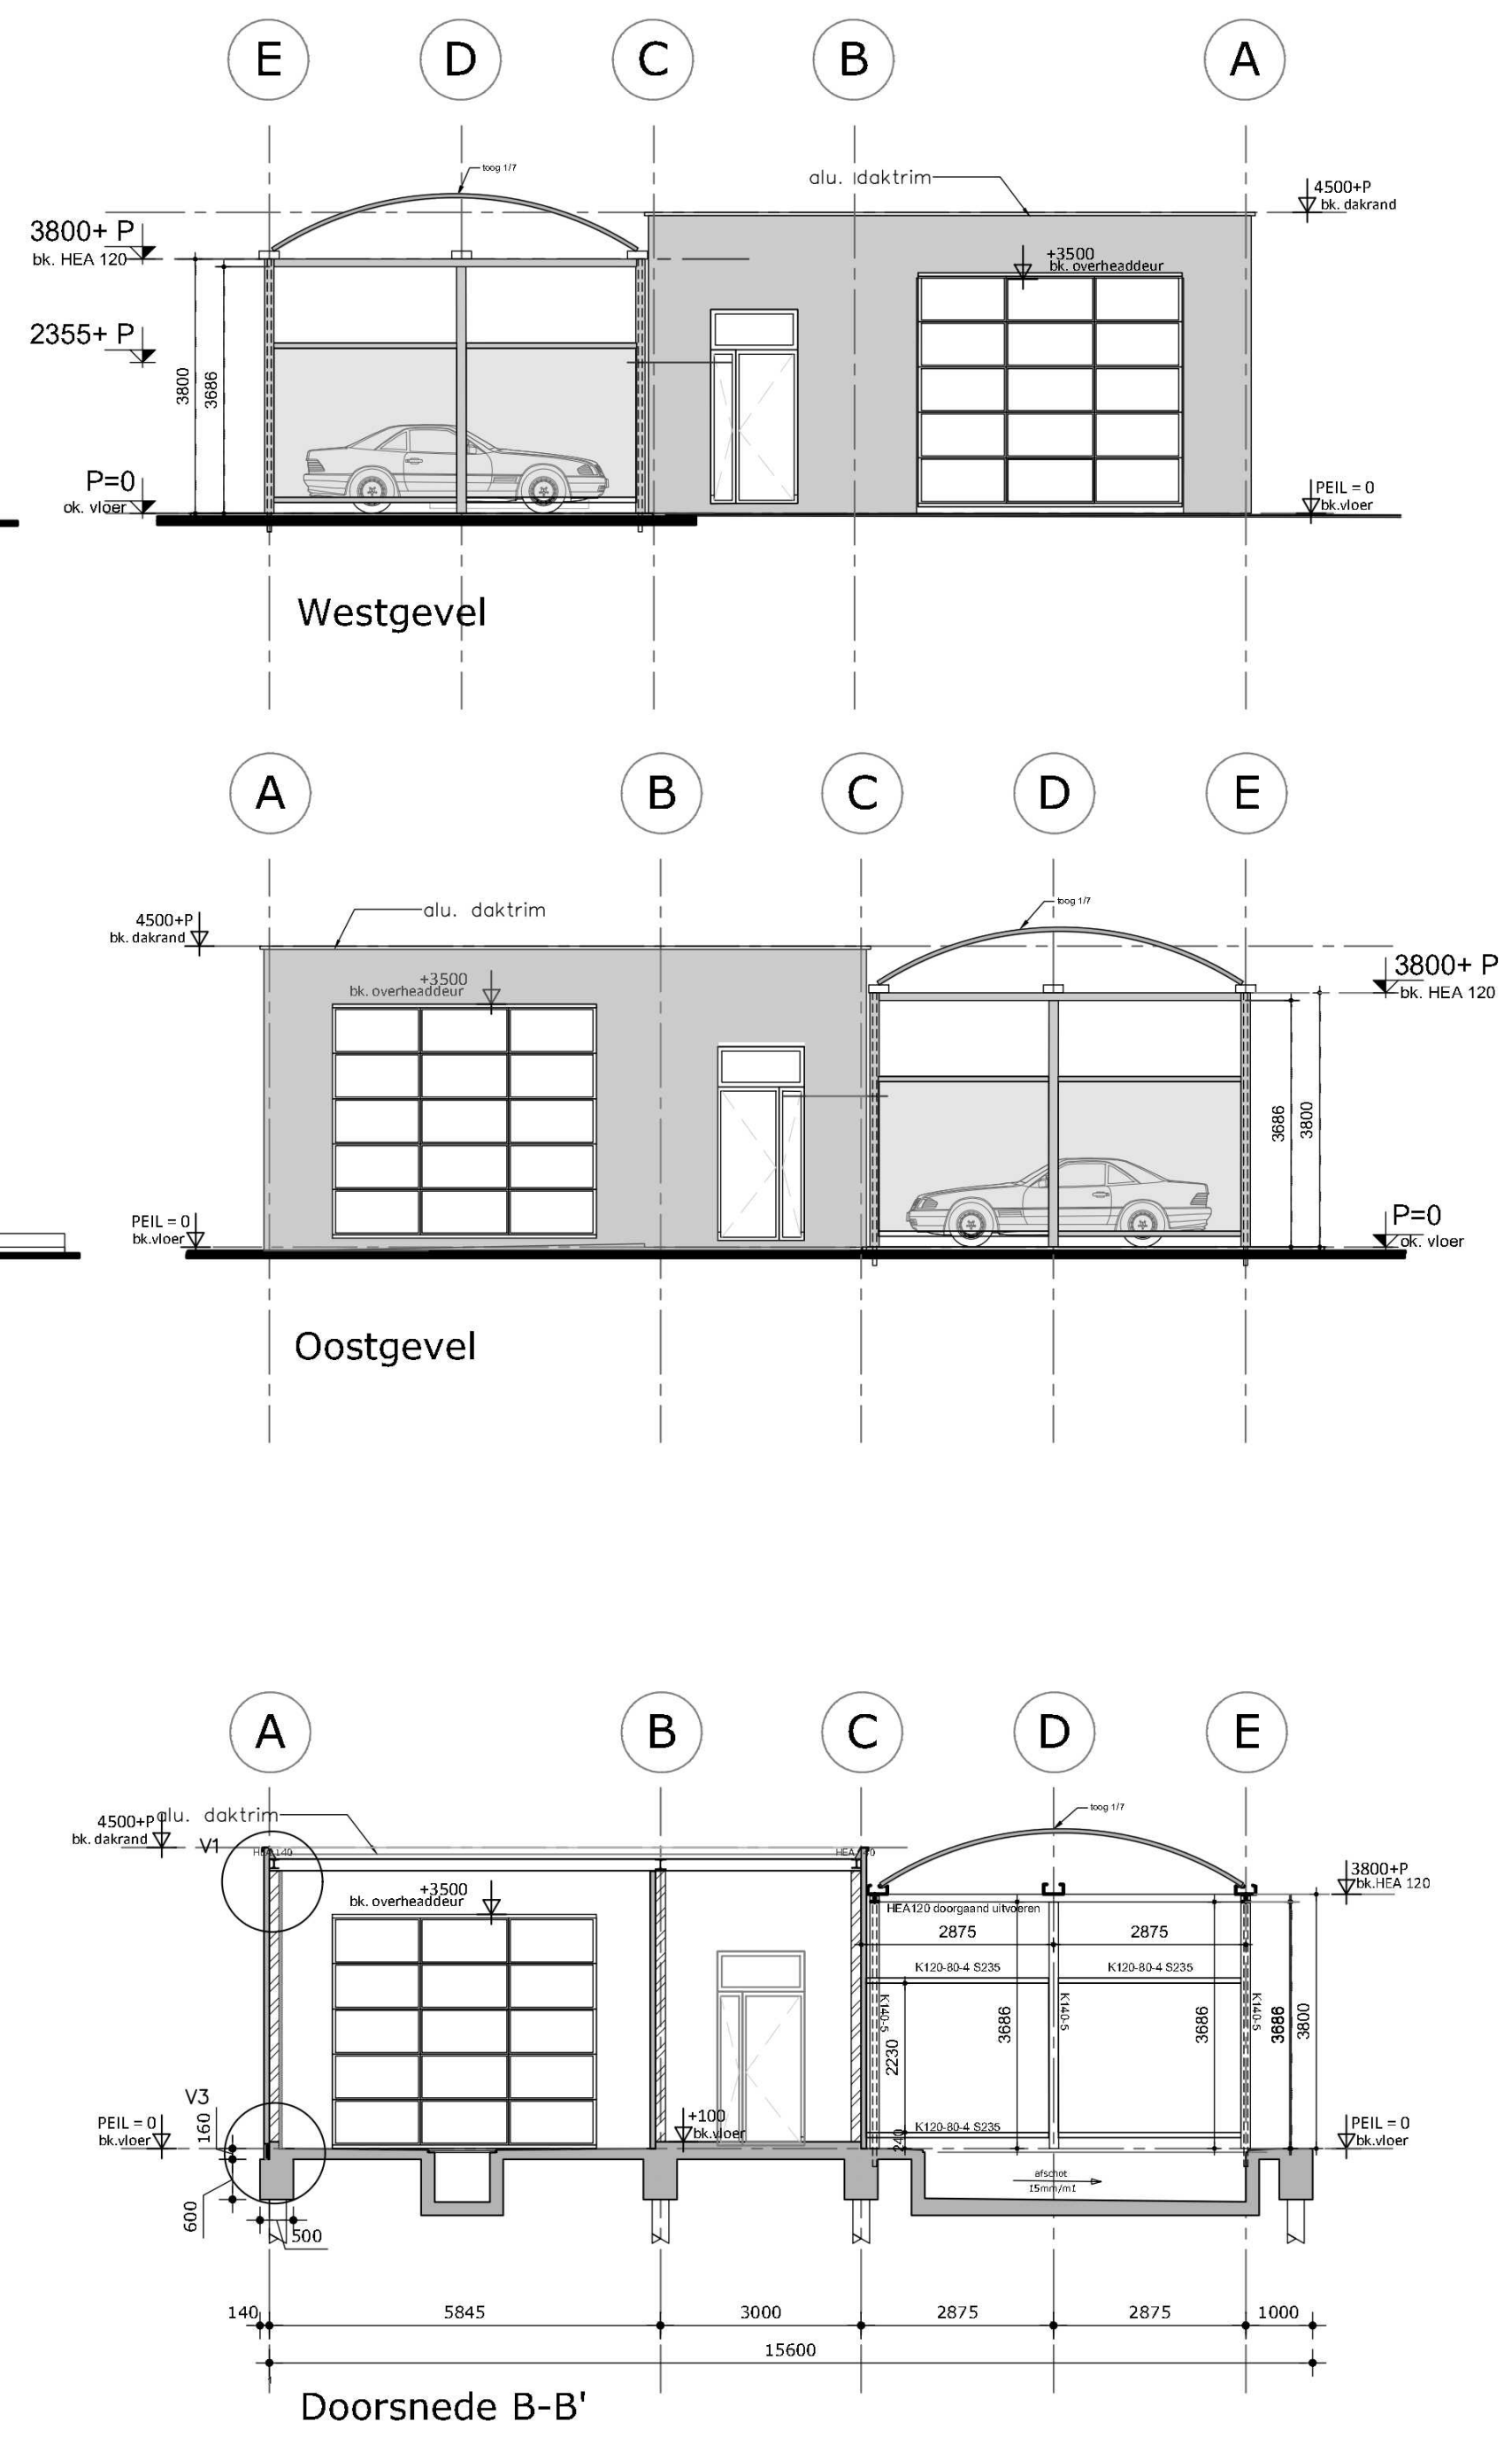 E D C B A
toog 1/7
alu. daktrim
4500+P
bk. dakrand
3800+ P
bk. HEA 120
+3500
bk. overheaddeur
2355+ P
3800
3686
P=0
ok. vloer
PEIL = 0
bk.vloer
Westgevel
A B C D E
toog 1/7
alu. daktrim
4500+P
bk. dakrand
3800+ P
bk. HEA 120
+3500
bk. overheaddeur
3686
3800
PEIL = 0
bk.vloer
P=0
ok. vloer
Oostgevel
A B C D E
toog 1/7
alu. daktrim
4500+P
bk. dakrand
V1
HEA 140
HEA 140
3800+P
bk.HEA 120
+3500
bk. overheaddeur
HEA120 doorgaand uitvoeren
2875 2875
K120-80-4 S235 K120-80-4 S235
K140-5
K140-5
K140-5
3686
3686
3686
3800
2230
V3
160
PEIL = 0
bk.vloer
+100
bk.vloer
K120-80-4 S235
240
PEIL = 0
bk.vloer
afschot
15mm/m1
600
500
140 5845 3000 2875 2875 1000
15600
Doorsnede B-B'